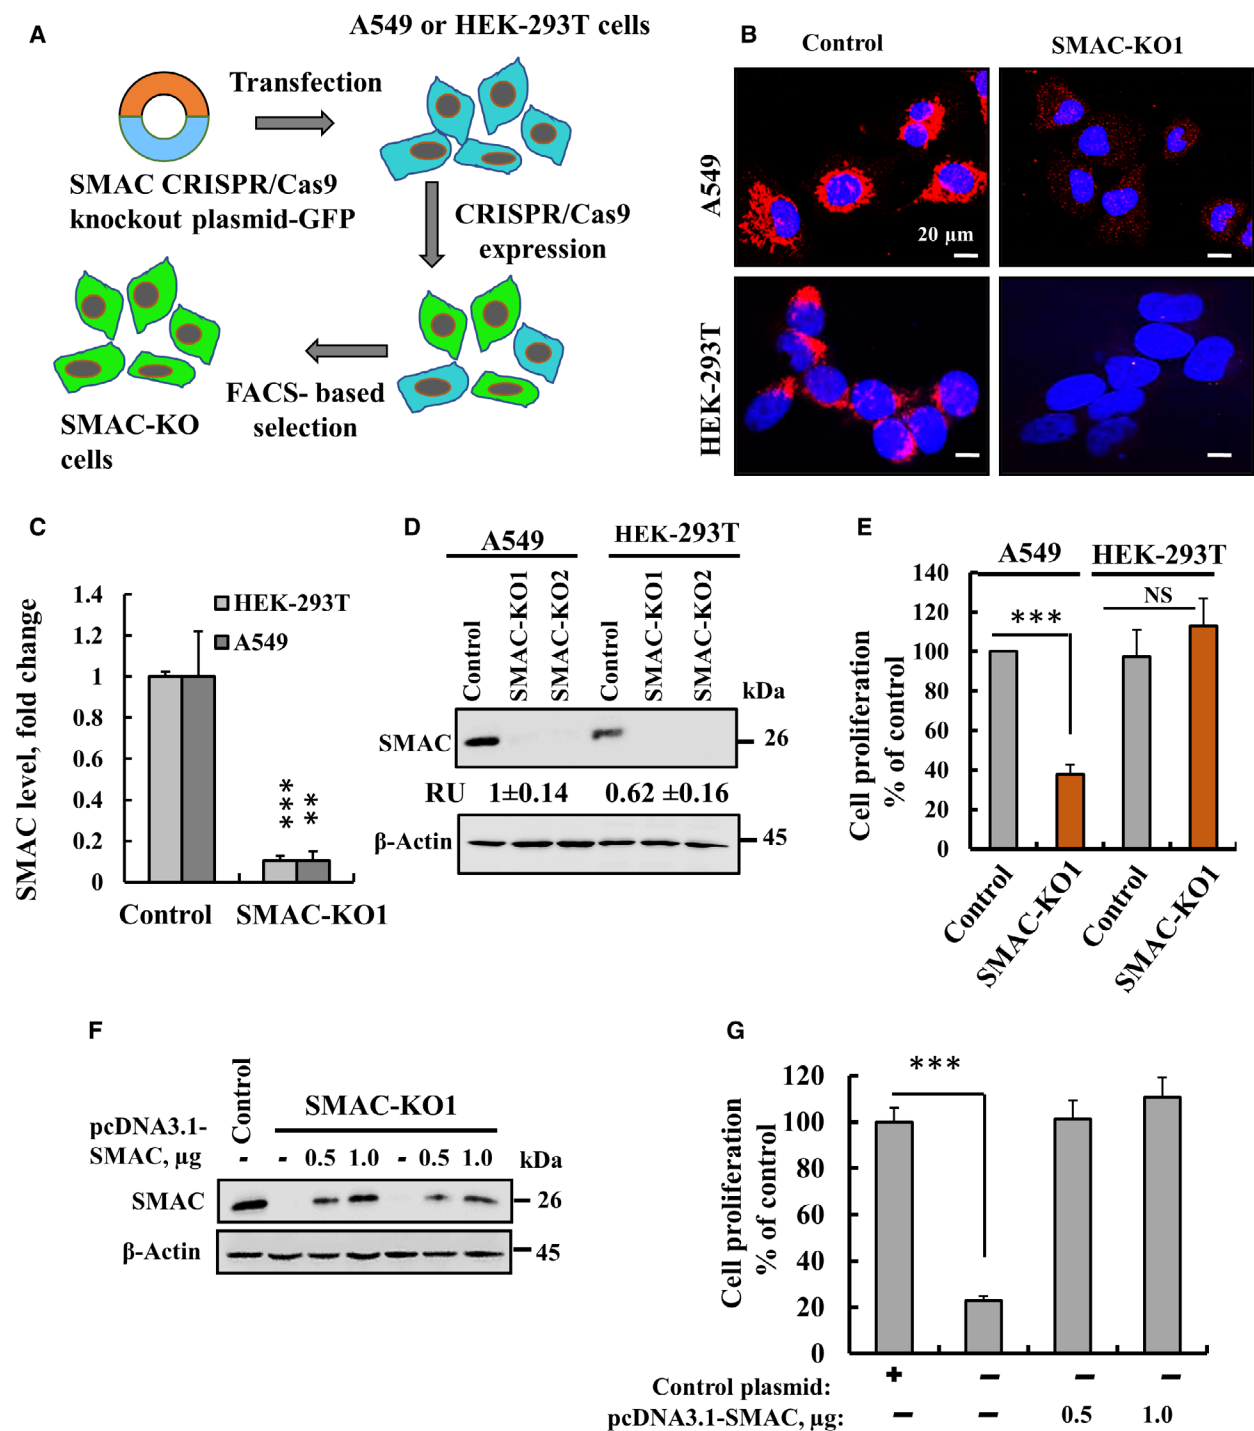 A
A549 or HEK-293T cells
Transfection
SMAC CRISPR/Cas9
knockout plasmid-GFP
CRISPR/Cas9
expression
FACS- based
selection
SMAC-KO
cells
B
Control
SMAC-KO1
A549
20 µm
HEK-293T
C
SMAC level, fold change
1.4
1.2
1
0.8
0.6
0.4
0.2
0
HEK-293T
A549
***
**
Control
SMAC-KO1
D
A549
HEK-293T
Control
SMAC-KO1
SMAC-KO2
Control
SMAC-KO1
SMAC-KO2
kDa
SMAC
26
RU 1±0.14 0.62 ±0.16
β-Actin
45
E
A549
HEK-293T
Cell proliferation
% of control
140
120
100
80
60
40
20
0
***
NS
Control
SMAC-KO1
Control
SMAC-KO1
F
Control
SMAC-KO1
pcDNA3.1-
SMAC, µg
- - 0.5 1.0 - 0.5 1.0
kDa
SMAC
26
β-Actin
45
G
Cell proliferation
% of control
120
100
80
60
40
20
0
***
Control plasmid: + − − −
pcDNA3.1-SMAC, µg: − − 0.5 1.0